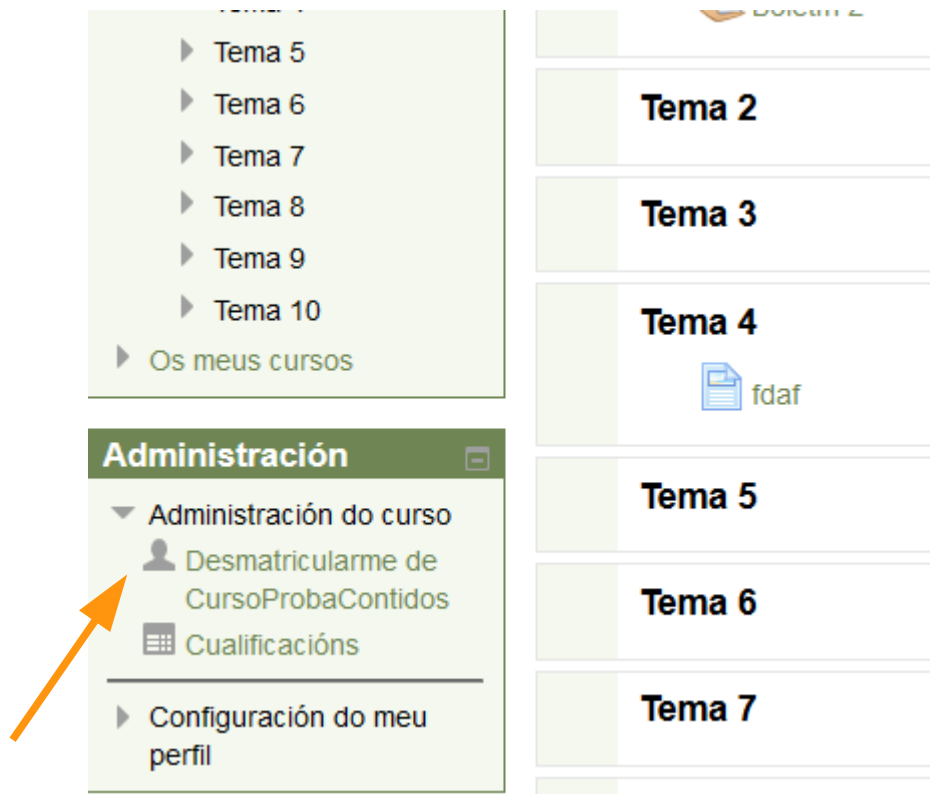 Tema 5
Tema 6
Tema 7
Tema 8
Tema 9
Tema 10
Os meus cursos
Administración
Administración do curso
Desmatricularme de
CursoProbaContidos
Cualificacións
Configuración do meu
perfil
Tema 2
Tema 3
Tema 4
fdaf
Tema 5
Tema 6
Tema 7